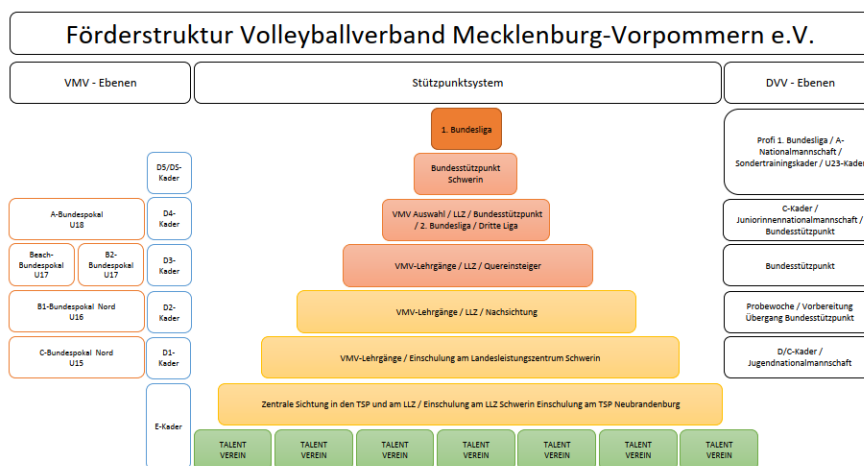 Förderstruktur Volleyballverband Mecklenburg-Vorpommern e.V.
VMV - Ebenen
Stützpunktsystem
DVV - Ebenen
1. Bundesliga
Profi 1. Bundesliga / A-
Nationalmannschaft /
Sondertrainingskader / U23-Kader
D5/DS-
Kader
Bundesstützpunkt
Schwerin
A-Bundespokal
U18
D4-
Kader
VMV Auswahl / LLZ / Bundesstützpunkt
/ 2. Bundesliga / Dritte Liga
C-Kader /
Juniorinnennationalmannschaft /
Bundesstützpunkt
Beach-
Bundespokal
U17
B2-
Bundespokal
U17
D3-
Kader
VMV-Lehrgänge / LLZ / Quereinsteiger
Bundesstützpunkt
B1-Bundespokal Nord
U16
D2-
Kader
VMV-Lehrgänge / LLZ / Nachsichtung
Probewoche / Vorbereitung
Übergang Bundesstützpunkt
C-Bundespokal Nord
U15
D1-
Kader
VMV-Lehrgänge / Einschulung am Landesleistungszentrum Schwerin
D/C-Kader /
Jugendnationalmannschaft
E-Kader
Zentrale Sichtung in den TSP und am LLZ / Einschulung am LLZ Schwerin Einschulung am TSP Neubrandenburg
TALENT
VEREIN
TALENT
VEREIN
TALENT
VEREIN
TALENT
VEREIN
TALENT
VEREIN
TALENT
VEREIN
TALENT
VEREIN